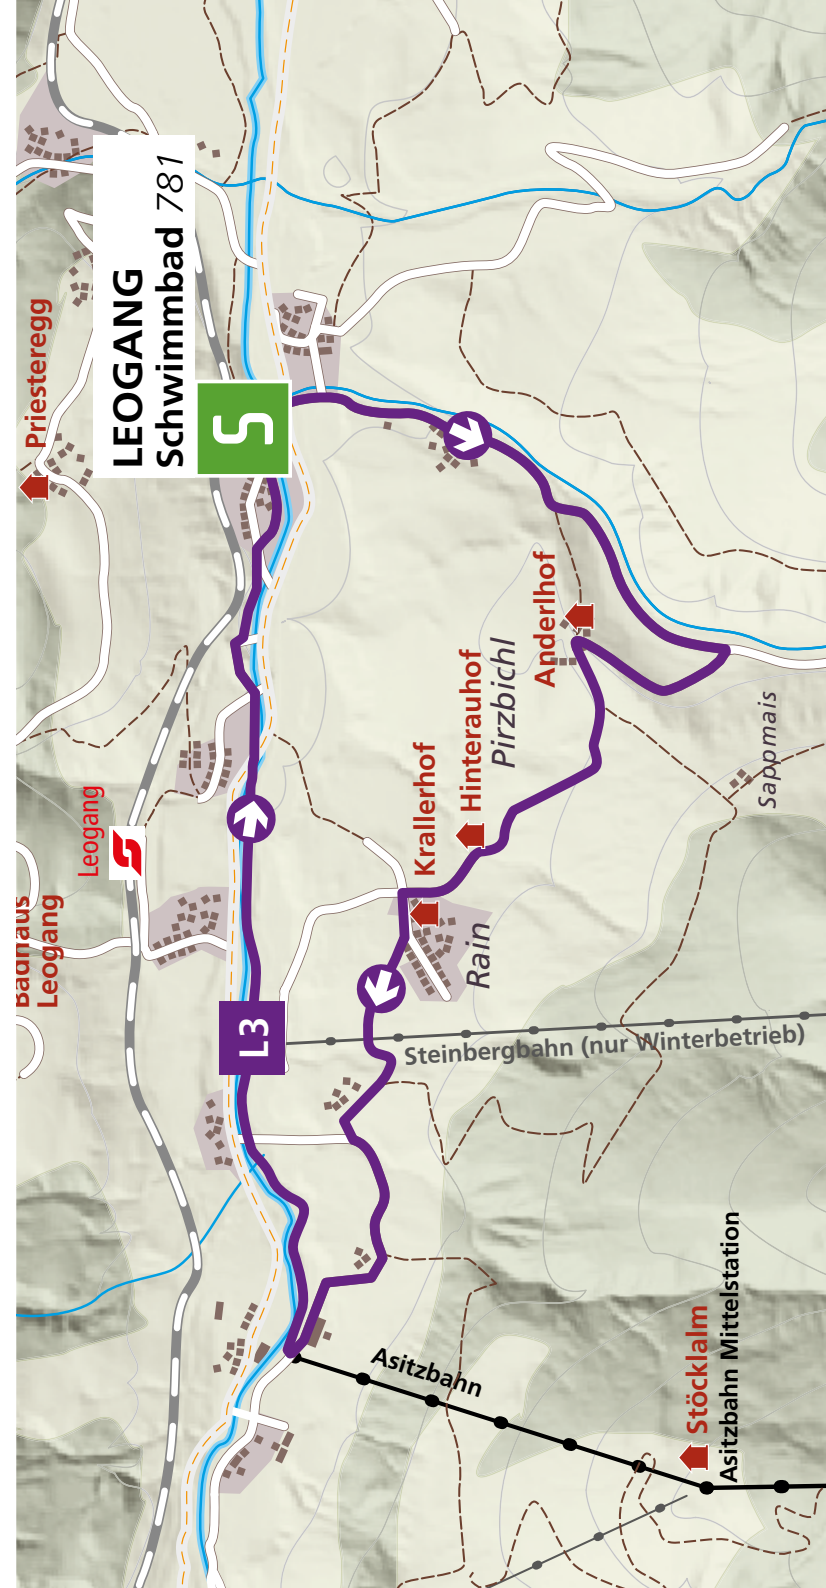 LEOGANG
Schwimmbad 781
S
Priesteregg
Leogang
Badhaus
Leogang
L3
Anderlhof
Hinterauhof
Pirzbichl
Krallerhof
Rain
Sappmais
Steinbergbahn (nur Winterbetrieb)
Asitzbahn
Stöcklalm
Asitzbahn Mittelstation